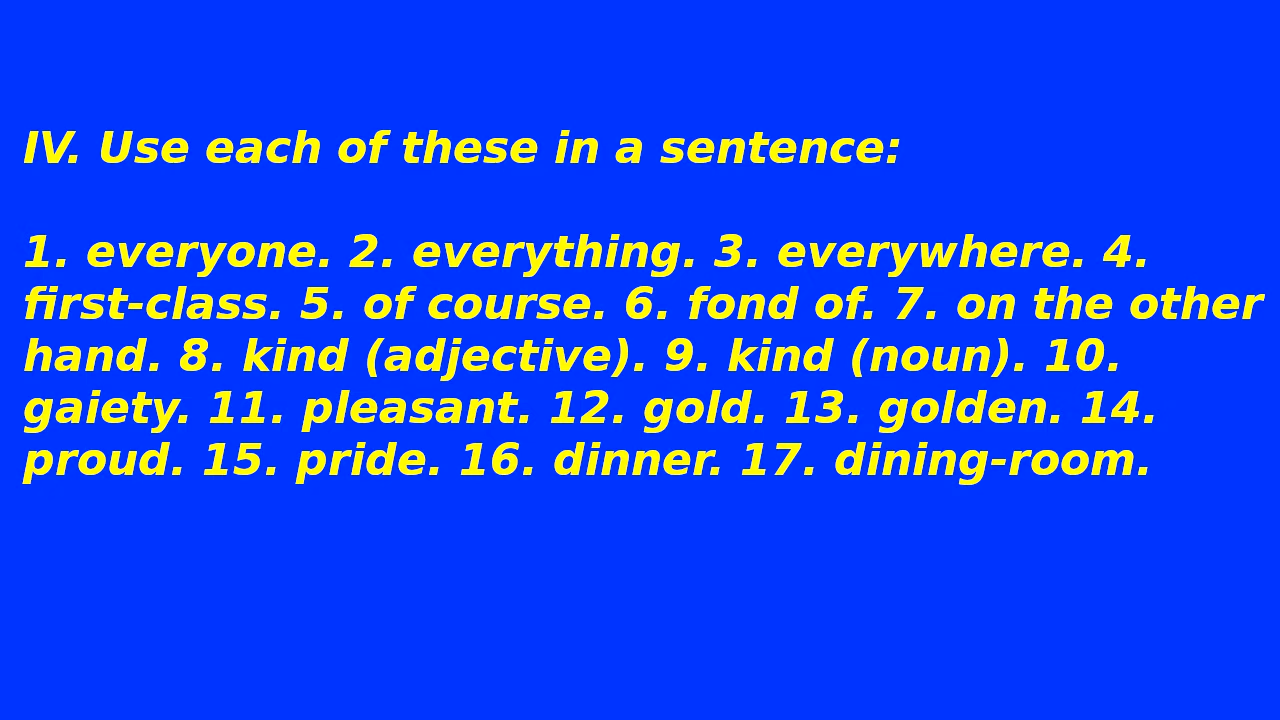 IV. Use each of these in a sentence:
1. everyone. 2. everything. 3. everywhere. 4.
first-class. 5. of course. 6. fond of. 7. on the other
hand. 8. kind (adjective). 9. kind (noun). 10.
gaiety. 11. pleasant. 12. gold. 13. golden. 14.
proud. 15. pride. 16. dinner. 17. dining-room.